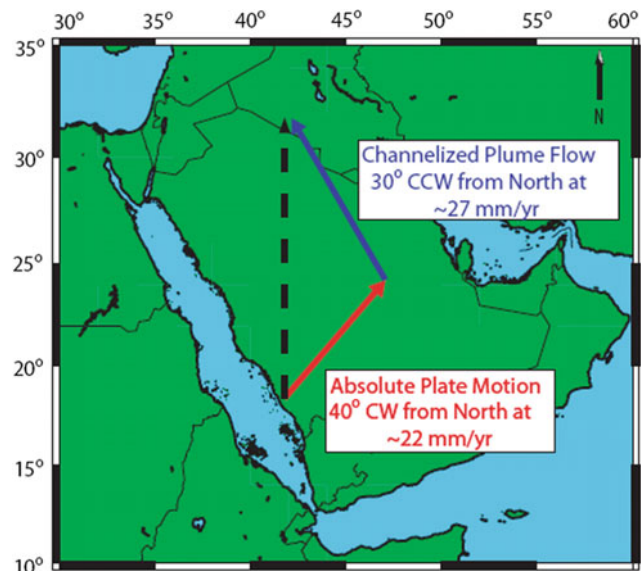 30° 35° 40° 45° 50° 55° 60°
35°
N
30°
Channelized Plume Flow
30° CCW from North at
~27 mm/yr
25°
20°
Absolute Plate Motion
40° CW from North at
~22 mm/yr
15°
10°